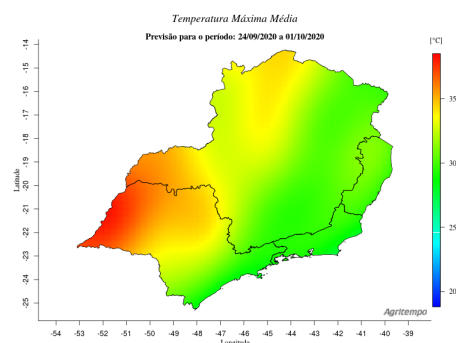 Temperatura Máxima Média
Previsão para o período: 24/09/2020 a 01/10/2020
[°C]
-14
-15
-16
-17
-18
-19
-20
-21
-22
-23
-24
-25
Latitude
35
30
25
20
Agritempo
-54 -53 -52 -51 -50 -49 -48 -47 -46 -45 -44 -43 -42 -41 -40 -39
Longitude